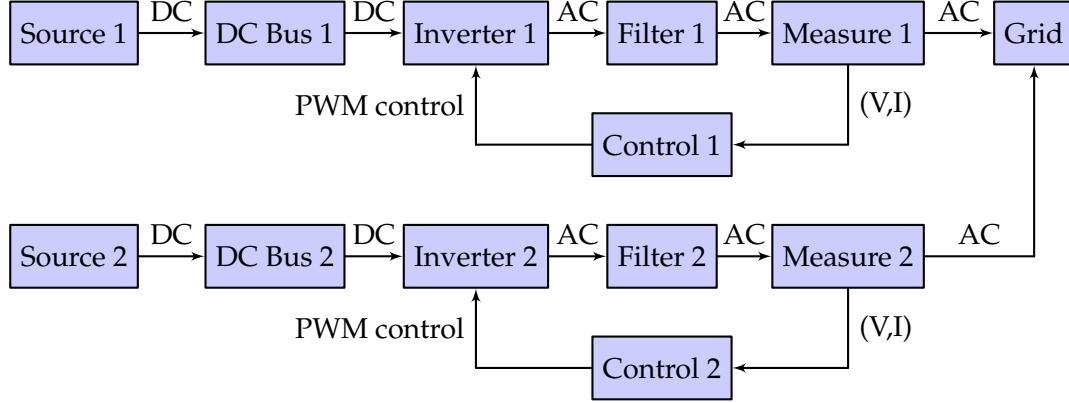 DC DC AC AC AC
Source 1 DC Bus 1 Inverter 1 Filter 1 Measure 1 Grid
PWM control (V,I)
Control 1
DC DC AC AC AC
Source 2 DC Bus 2 Inverter 2 Filter 2 Measure 2
PWM control (V,I)
Control 2